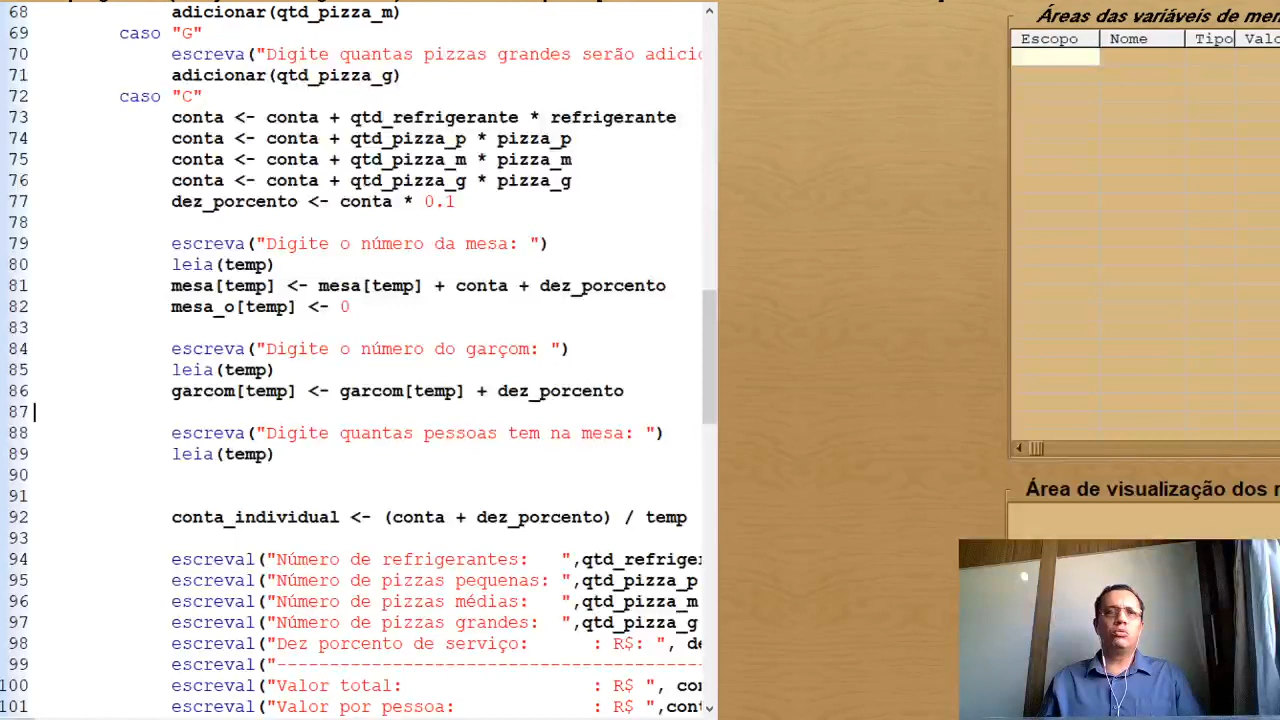 68 adicionar(qtd_pizza_m)
69 caso "G"
70 escreva("Digite quantas pizzas grandes serão adici
71 adicionar(qtd_pizza_g)
72 caso "C"
73 conta <- conta + qtd_refrigerante * refrigerante
74 conta <- conta + qtd_pizza_p * pizza_p
75 conta <- conta + qtd_pizza_m * pizza_m
76 conta <- conta + qtd_pizza_g * pizza_g
77 dez_porcento <- conta * 0.1
78
79 escreva("Digite o número da mesa: ")
80 leia(temp)
81 mesa[temp] <- mesa[temp] + conta + dez_porcento
82 mesa_o[temp] <- 0
83
84 escreva("Digite o número do garçom: ")
85 leia(temp)
86 garcom[temp] <- garcom[temp] + dez_porcento
87
88 escreva("Digite quantas pessoas tem na mesa: ")
89 leia(temp)
90
91
92 conta_individual <- (conta + dez_porcento) / temp
93
94 escreval("Número de refrigerantes: ",qtd_refriger
95 escreval("Número de pizzas pequenas: ",qtd_pizza_p
96 escreval("Número de pizzas médias: ",qtd_pizza_m
97 escreval("Número de pizzas grandes: ",qtd_pizza_g
98 escreval("Dez porcento de serviço: : R$: ", de
99 escreval("-----------------------------------------
100 escreval("Valor total: : R$ ", con
101 escreval("Valor por pessoa: : R$ ",cont
Áreas das variáveis de me
Escopo Nome Tipo Valo
Área de visualização dos